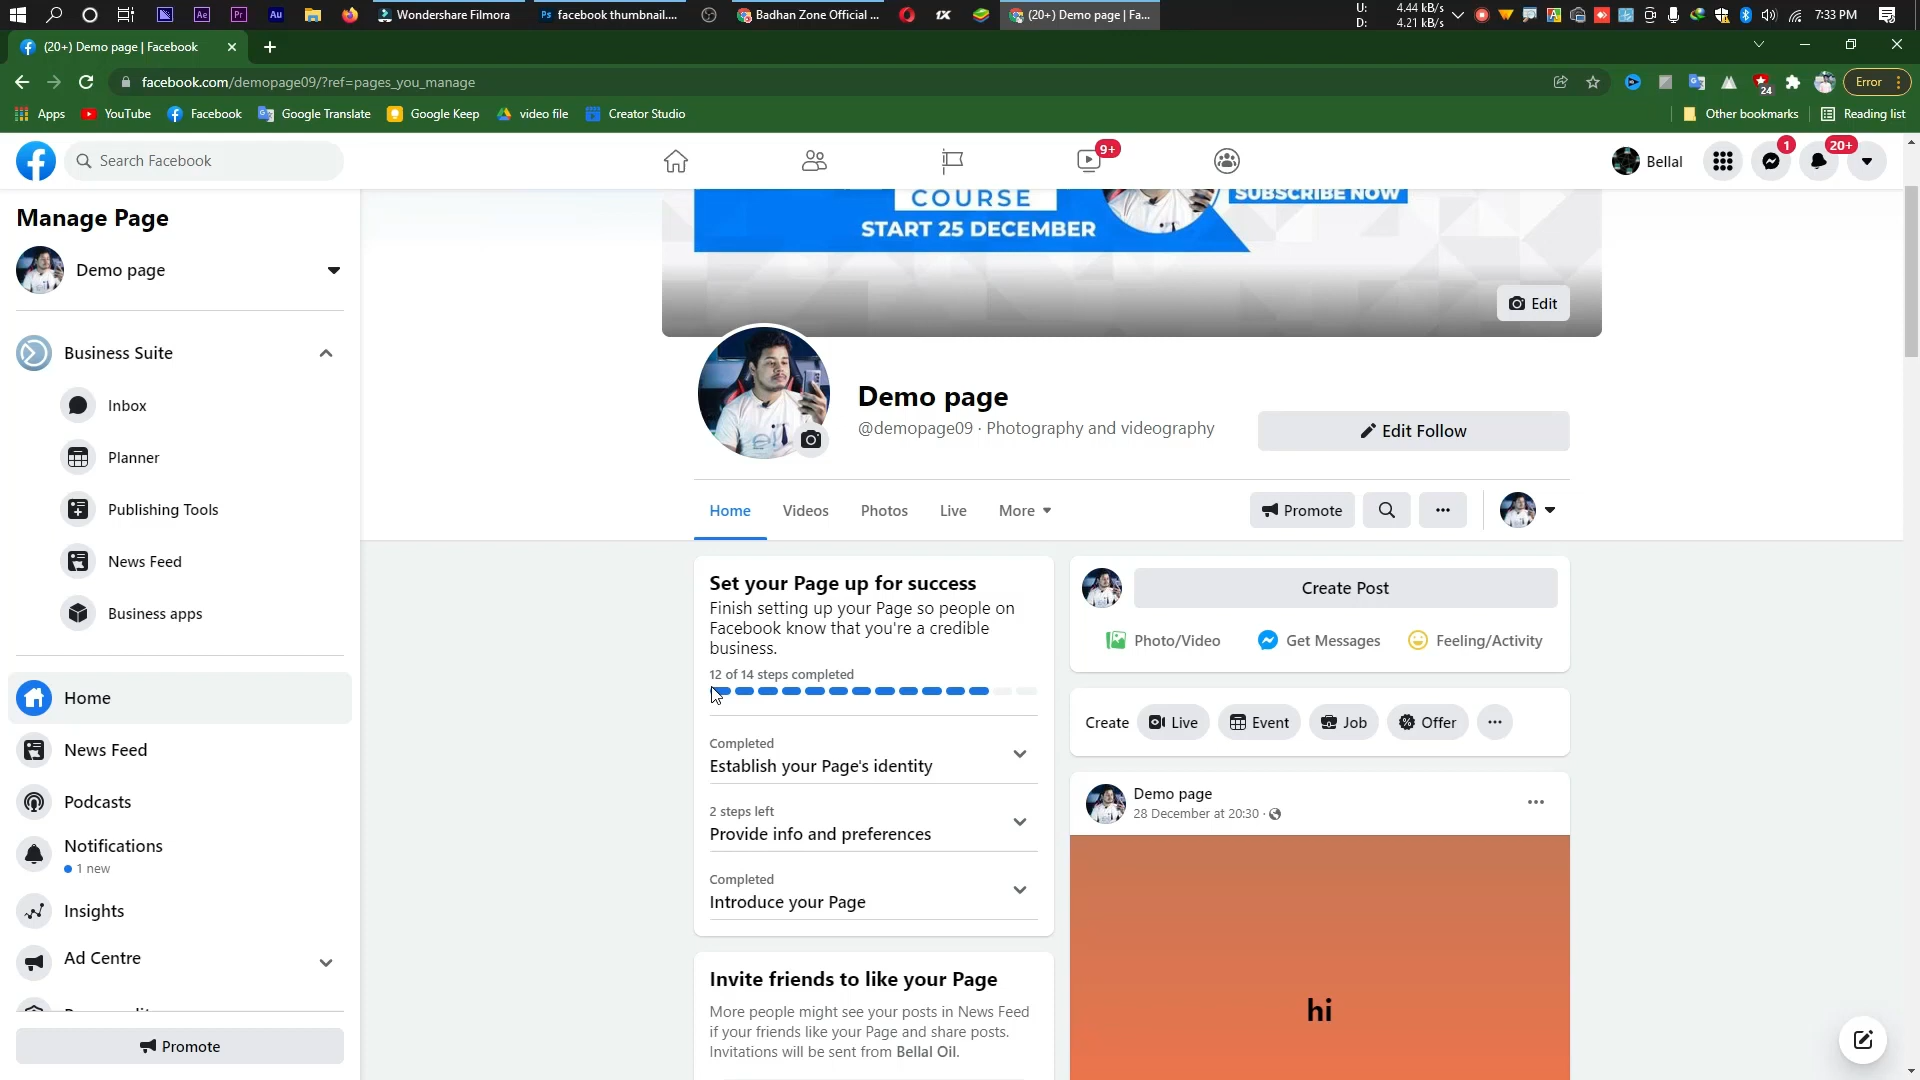 Wondershare Filmora
facebook thumbnail....
Badhan Zone Official ...
1X
(20+) Demo page | Fa...
U: 4.44 kB/s
D: 4.21 kB/s
7:33 PM
(20+) Demo page | Facebook
facebook.com/demopage09/?ref=pages_you_manage
24
Error
Apps
YouTube
Facebook
Google Translate
Google Keep
video file
Creator Studio
Other bookmarks
Reading list
Search Facebook
9+
Bellal
1
20+
Manage Page
Demo page
Business Suite
Inbox
Planner
Publishing Tools
News Feed
Business apps
Home
News Feed
Podcasts
Notifications
1 new
Insights
Ad Centre
Promote
COURSE
START 25 DECEMBER
SUBSCRIBE NOW
Edit
Demo page
@demopage09 · Photography and videography
Edit Follow
Home
Videos
Photos
Live
More
Promote
Set your Page up for success
Finish setting up your Page so people on
Facebook know that you're a credible
business.
12 of 14 steps completed
Completed
Establish your Page's identity
2 steps left
Provide info and preferences
Completed
Introduce your Page
Invite friends to like your Page
More people might see your posts in News Feed
if your friends like your Page and share posts.
Invitations will be sent from Bellal Oil.
Create Post
Photo/Video
Get Messages
Feeling/Activity
Create
Live
Event
Job
Offer
Demo page
28 December at 20:30 ·
hi